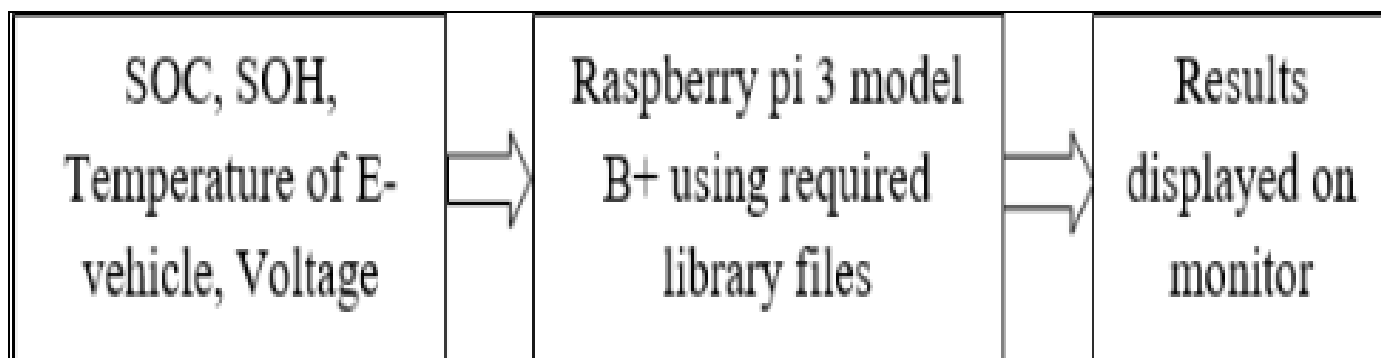 SOC, SOH,
Temperature of E-
vehicle, Voltage
Raspberry pi 3 model
B+ using required
library files
Results
displayed on
monitor